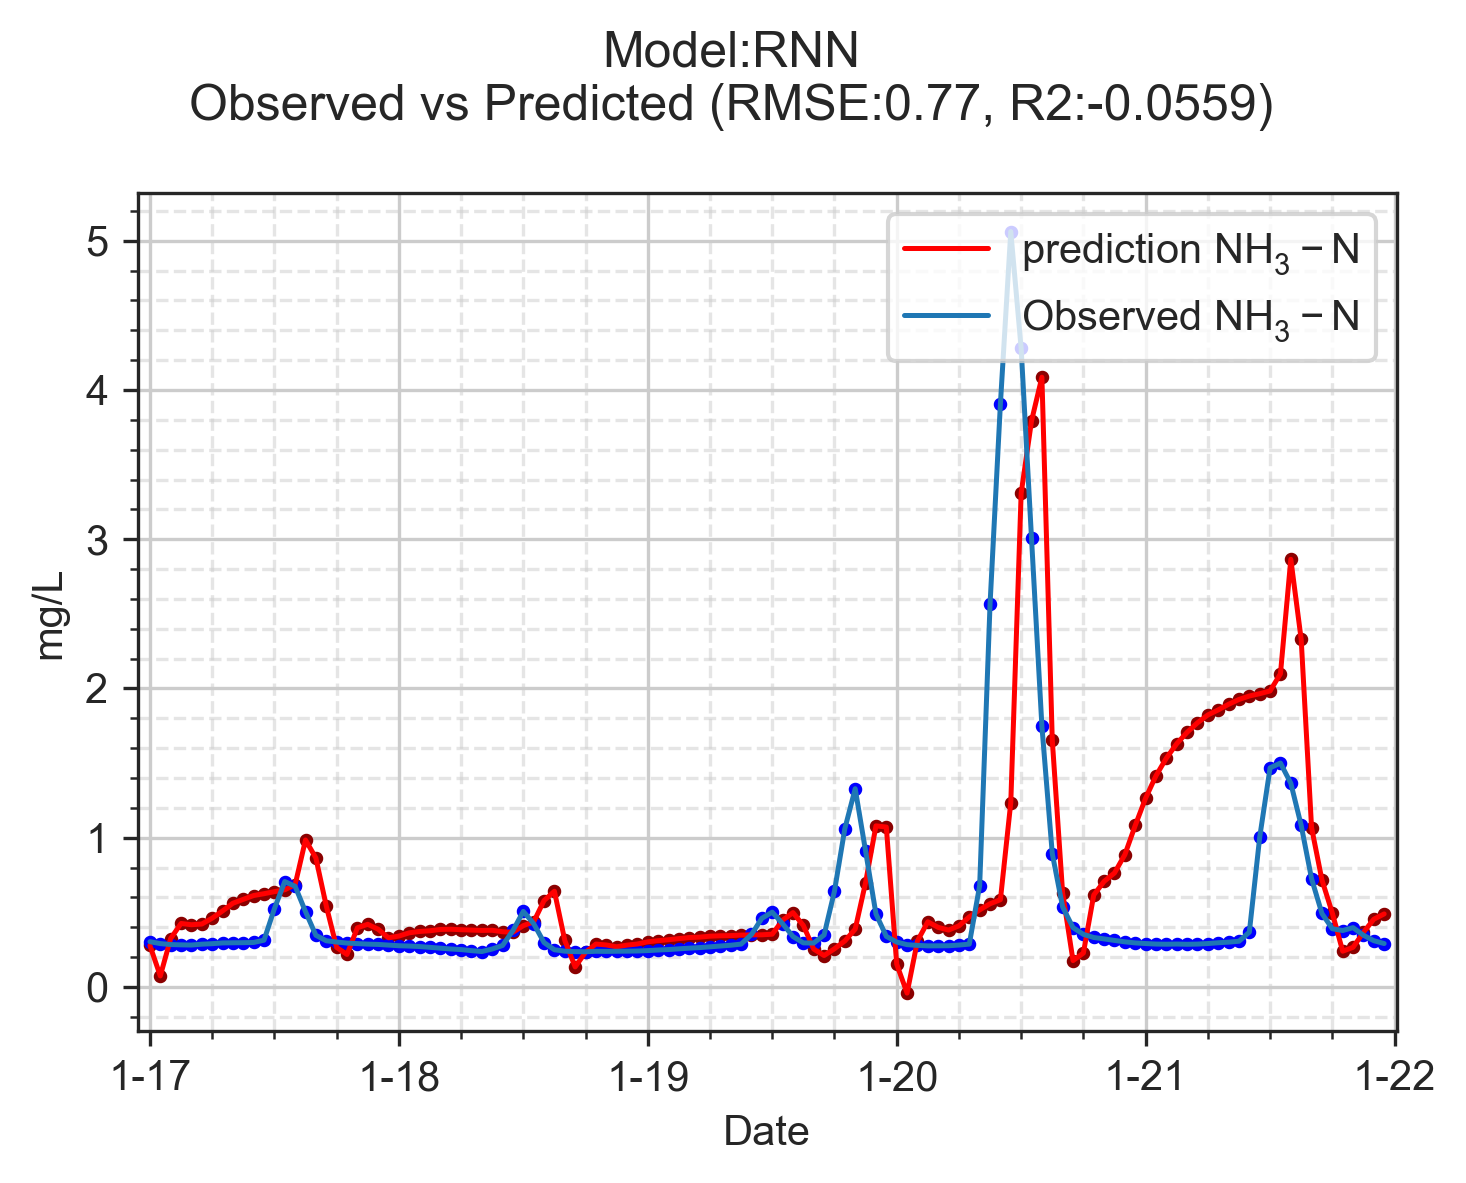 Model:RNN
Observed vs Predicted (RMSE:0.77, R2:-0.0559)
prediction NH₃ − N
Observed NH₃ − N
5
4
3
2
1
0
mg/L
1-17 1-18 1-19 1-20 1-21 1-22
Date